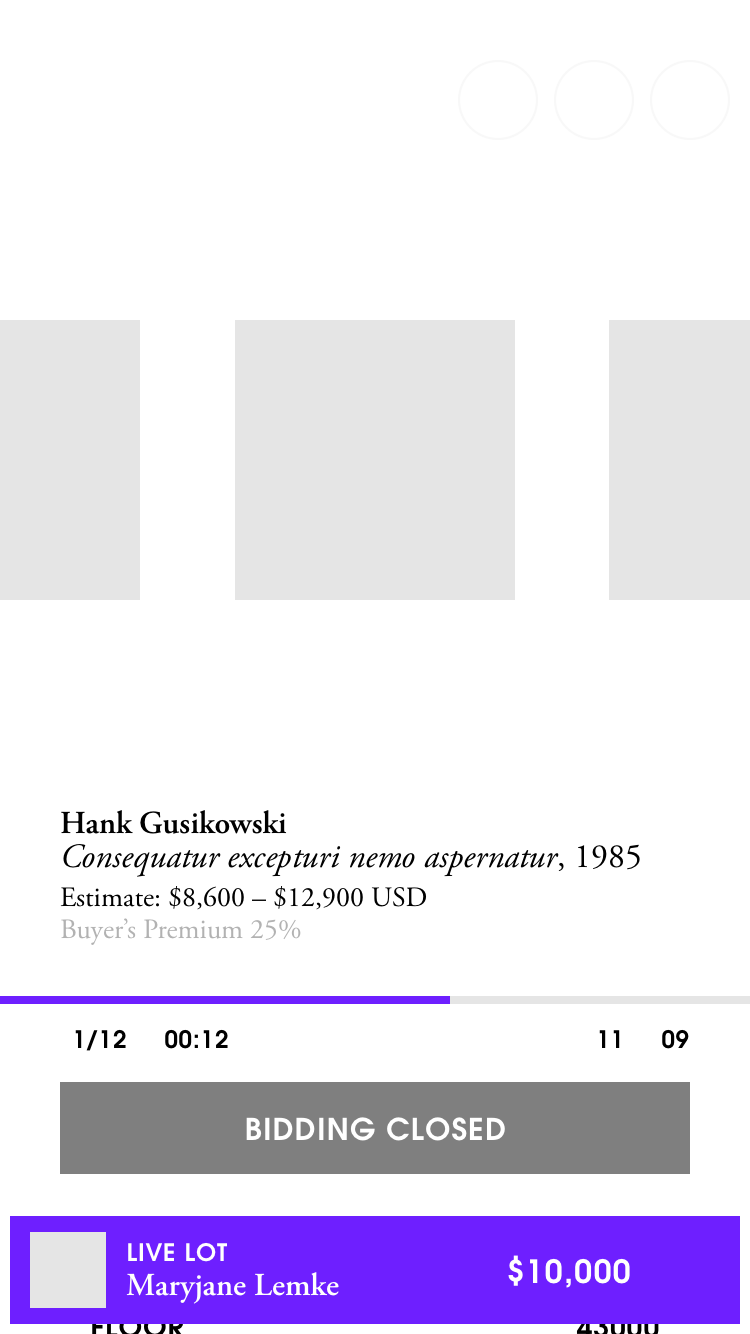 Hank Gusikowski
Consequatur excepturi nemo aspernatur, 1985
Estimate: $8,600 – $12,900 USD
Buyer’s Premium 25%
1/12 00:12 11 09
BIDDING CLOSED
LIVE LOT
Maryjane Lemke
$10,000
FLOOR 43000